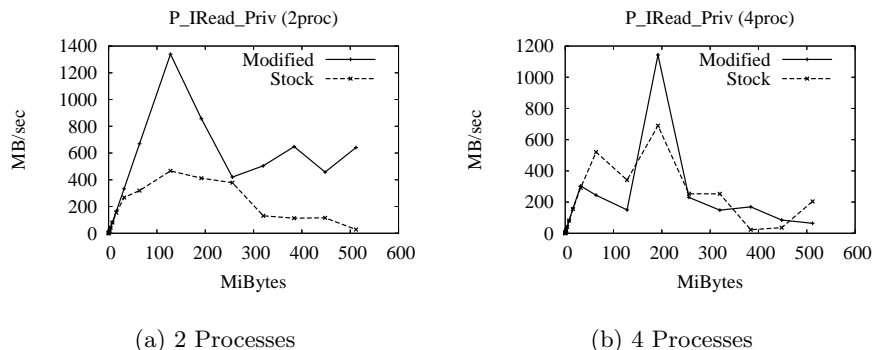 P_IRead_Priv (2proc)
1400
1200
1000
800
600
400
200
0
MB/sec
Modified
Stock
0 100 200 300 400 500 600
MiBytes
(a) 2 Processes
P_IRead_Priv (4proc)
1200
1000
800
600
400
200
0
MB/sec
Modified
Stock
0 100 200 300 400 500 600
MiBytes
(b) 4 Processes